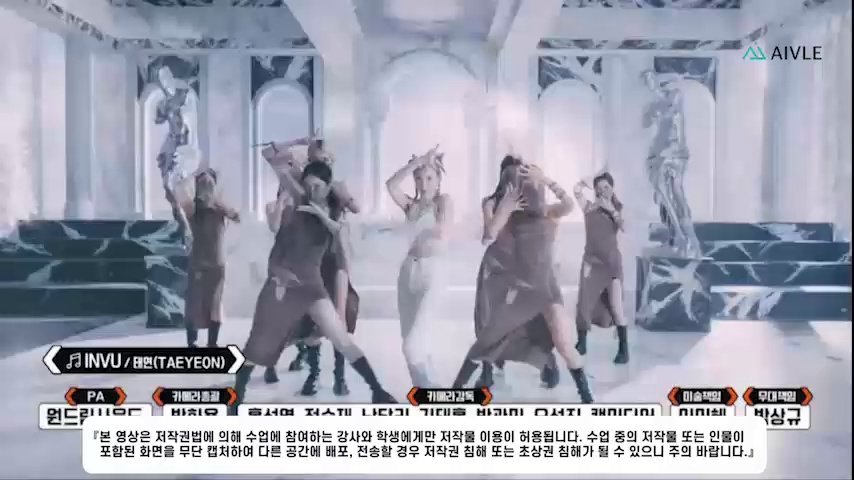 AIVLE
INVU / 태연(TAEYEON)
PA 카메라총괄 카메라감독 미술책임 무대책임
박상규
『본 영상은 저작권법에 의해 수업에 참여하는 강사와 학생에게만 저작물 이용이 허용됩니다. 수업 중의 저작물 또는 인물이
포함된 화면을 무단 캡처하여 다른 공간에 배포, 전송할 경우 저작권 침해 또는 초상권 침해가 될 수 있으니 주의 바랍니다.』